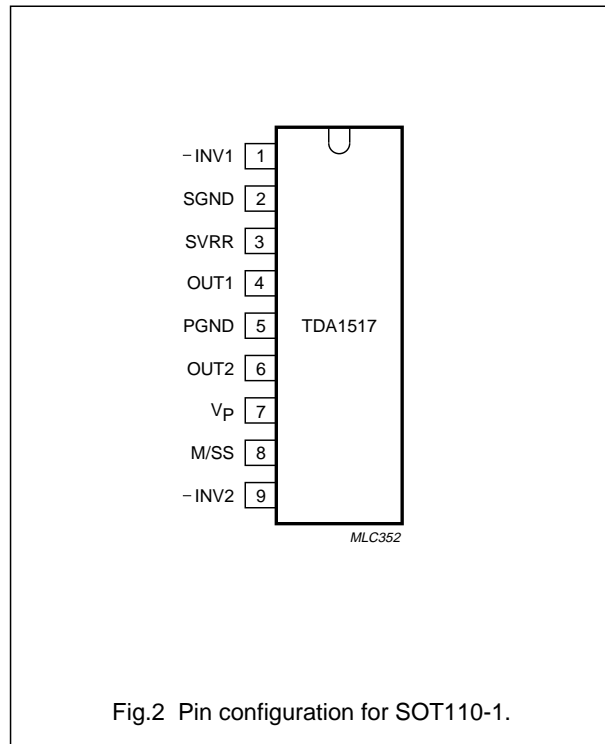 −INV1 1
SGND 2
SVRR 3
OUT1 4
PGND 5
TDA1517
OUT2 6
VP 7
M/SS 8
−INV2 9
MLC352
Fig.2 Pin configuration for SOT110-1.